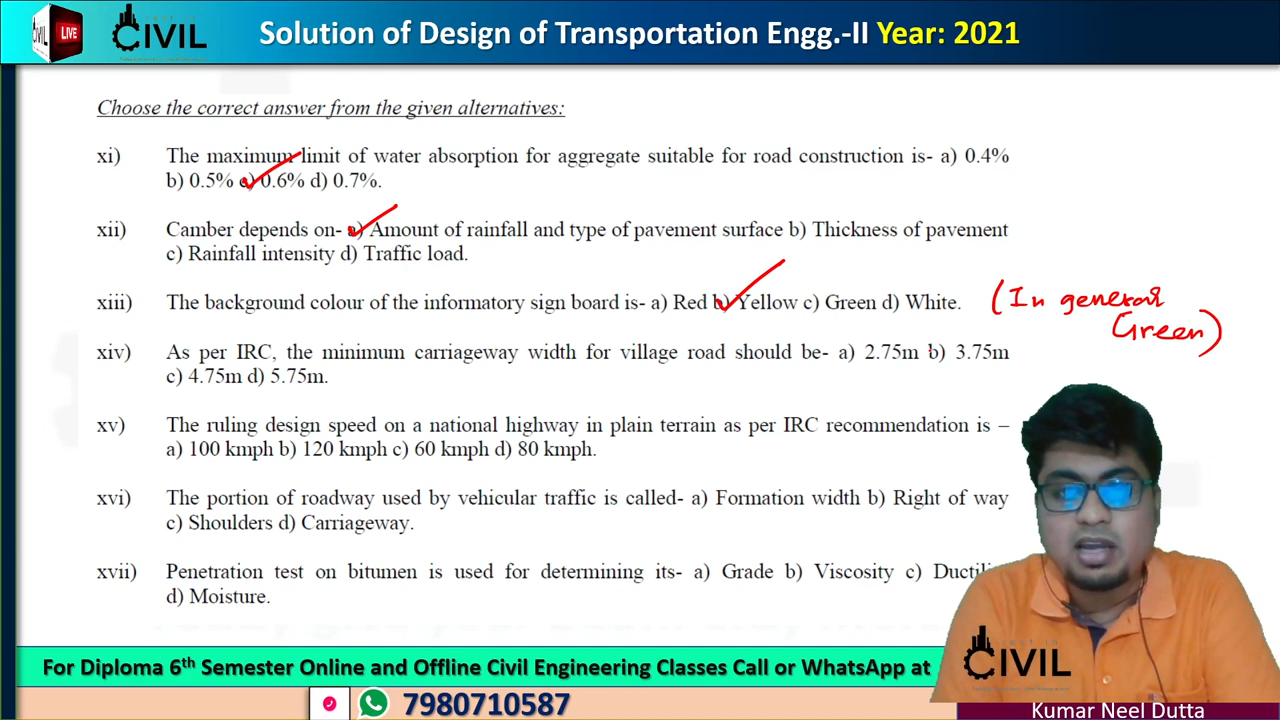 LIVE
CIVIL
Solution of Design of Transportation Engg.-II Year: 2021
Choose the correct answer from the given alternatives:
xi) The maximum limit of water absorption for aggregate suitable for road construction is- a) 0.4%
b) 0.5% c) 0.6% d) 0.7%.
xii) Camber depends on- a) Amount of rainfall and type of pavement surface b) Thickness of pavement
c) Rainfall intensity d) Traffic load.
xiii) The background colour of the informatory sign board is- a) Red b) Yellow c) Green d) White.
(In general
Green)
xiv) As per IRC, the minimum carriageway width for village road should be- a) 2.75m b) 3.75m
c) 4.75m d) 5.75m.
xv) The ruling design speed on a national highway in plain terrain as per IRC recommendation is –
a) 100 kmph b) 120 kmph c) 60 kmph d) 80 kmph.
xvi) The portion of roadway used by vehicular traffic is called- a) Formation width b) Right of way
c) Shoulders d) Carriageway.
xvii) Penetration test on bitumen is used for determining its- a) Grade b) Viscosity c)
d) Moisture.
For Diploma 6th Semester Online and Offline Civil Engineering Classes Call or WhatsApp at
CIVIL
7980710587
Kumar Neel Dutta